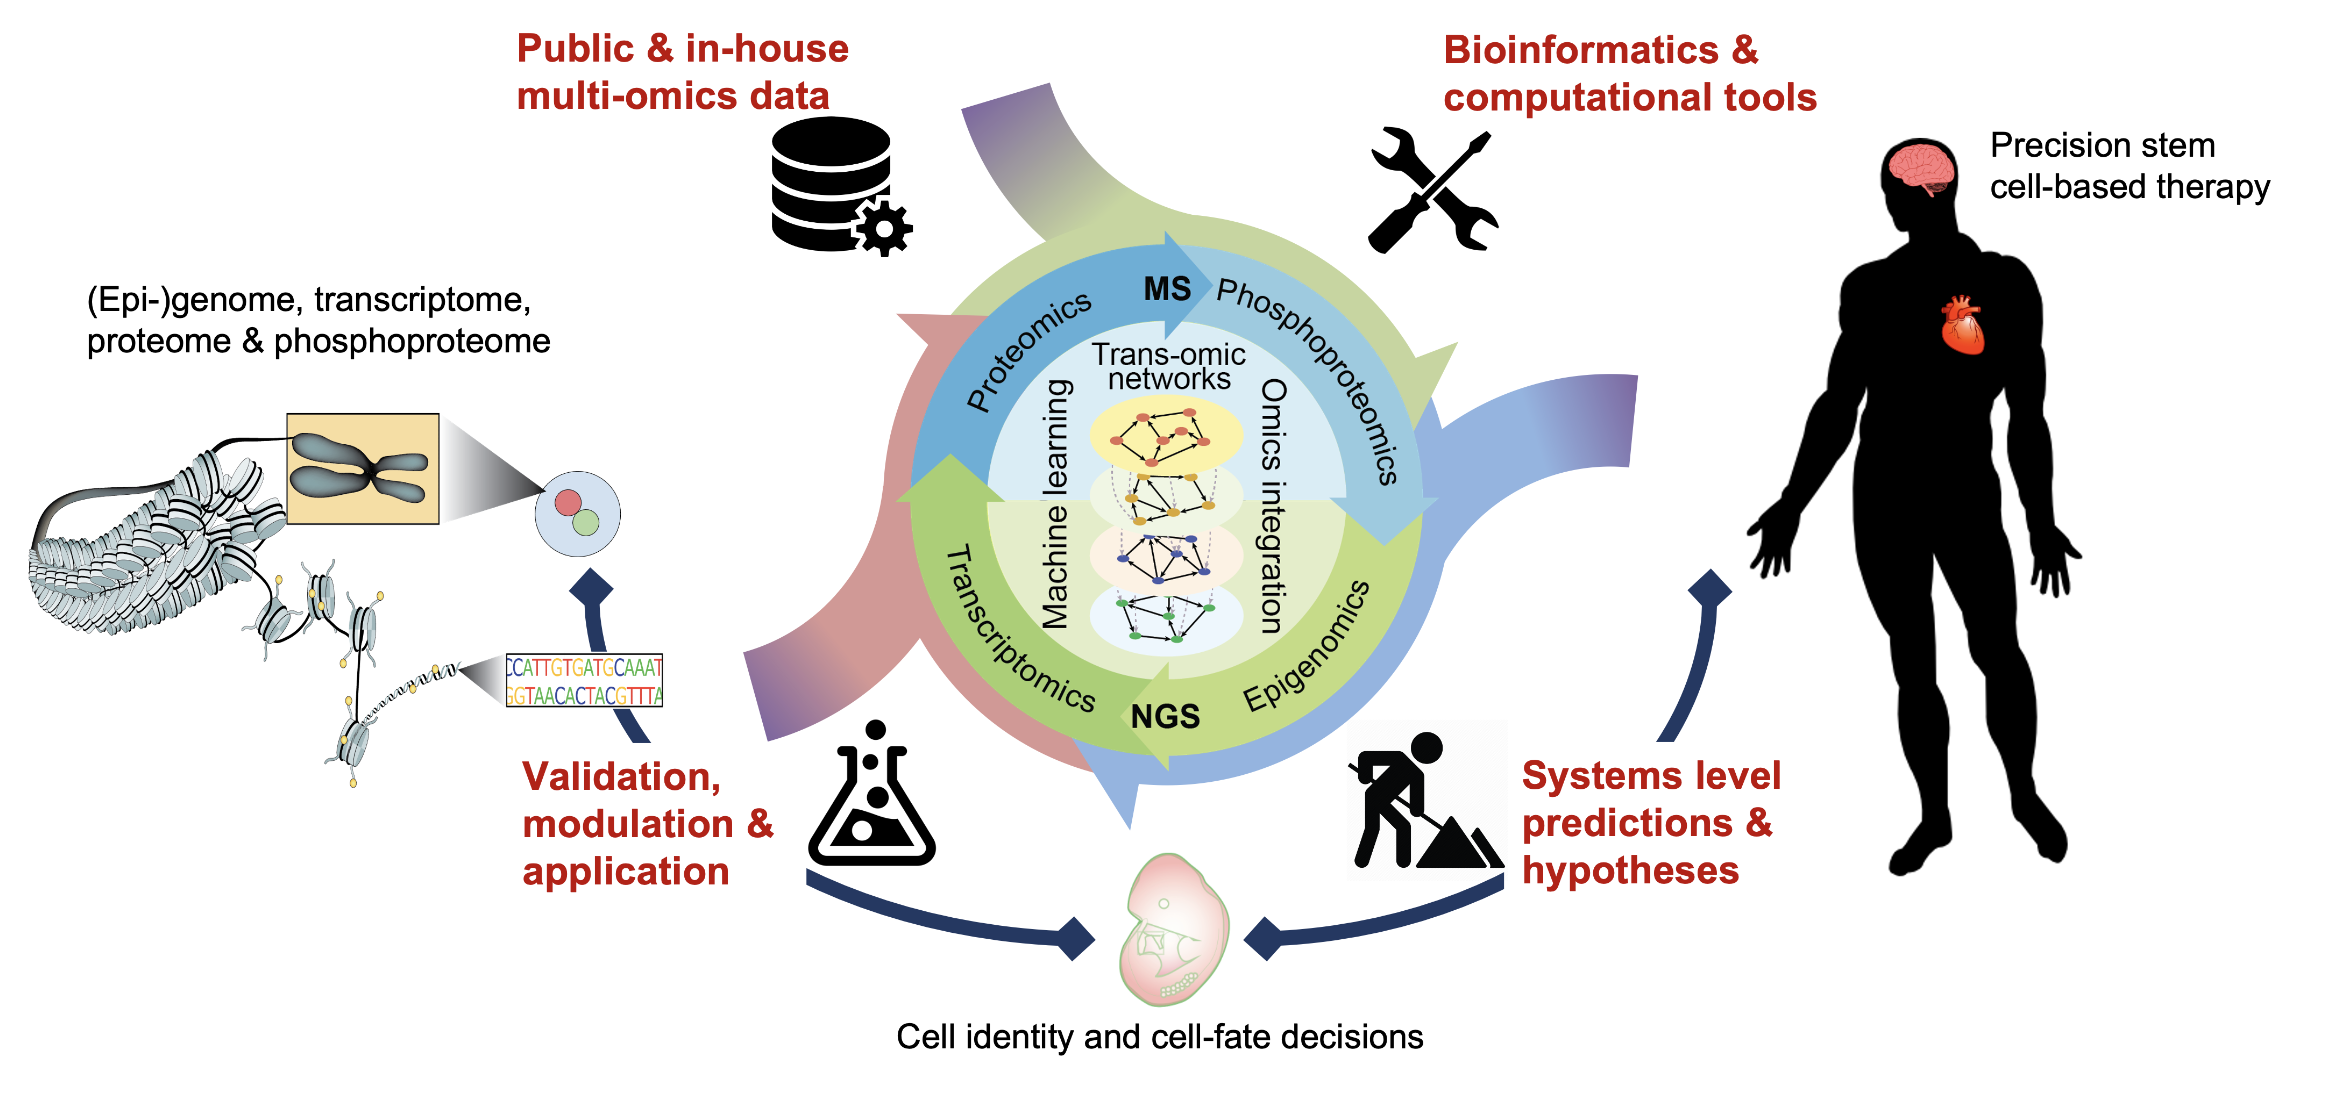 Public & in-house
multi-omics data
Bioinformatics &
computational tools
Precision stem
cell-based therapy
(Epi-)genome, transcriptome,
proteome & phosphoproteome
MS
Proteomics
Phosphoproteomics
Trans-omic
networks
Machine learning
Omics integration
Transcriptomics
Epigenomics
NGS
CCATTGTGATGCAAAT
GGTAACACTACGTTTA
Validation,
modulation &
application
Systems level
predictions &
hypotheses
Cell identity and cell-fate decisions